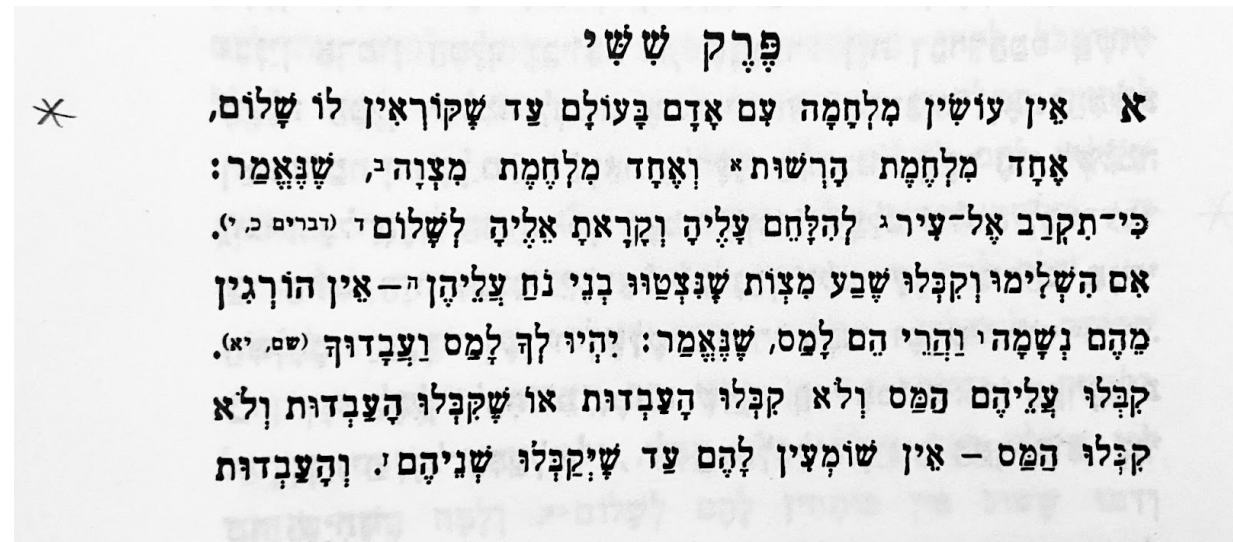 פֶּרֶק שִׁשִּׁי
א אֵין עוֹשִׂין מִלְחָמָה עִם אָדָם בָּעוֹלָם עַד שֶׁקּוֹרְאִין לוֹ שָׁלוֹם,
אֶחָד מִלְחֶמֶת הָרְשׁוּת א וְאֶחָד מִלְחֶמֶת מִצְוָה ב, שֶׁנֶּאֱמַר:
כִּי־תִקְרַב אֶל־עִיר ג לְהִלָּחֵם עָלֶיהָ וְקָרָאתָ אֵלֶיהָ לְשָׁלוֹם ד (דברים כ, י).
אִם הִשְׁלִימוּ וְקִבְּלוּ שֶׁבַע מִצְוֹת שֶׁנִּצְטַוּוּ בְנֵי נֹחַ עֲלֵיהֶן ה – אֵין הוֹרְגִין
מֵהֶם נְשָׁמָה ו וַהֲרֵי הֵם לָמַס, שֶׁנֶּאֱמַר: יִהְיוּ לְךָ לָמַס וַעֲבָדוּךָ (שם, יא).
קִבְּלוּ עֲלֵיהֶם הַמַּס וְלֹא קִבְּלוּ הָעַבְדוּת אוֹ שֶׁקִּבְּלוּ הָעַבְדוּת וְלֹא
קִבְּלוּ הַמַּס – אֵין שׁוֹמְעִין לָהֶם עַד שֶׁיְּקַבְּלוּ שְׁנֵיהֶם ז. וְהָעַבְדוּת